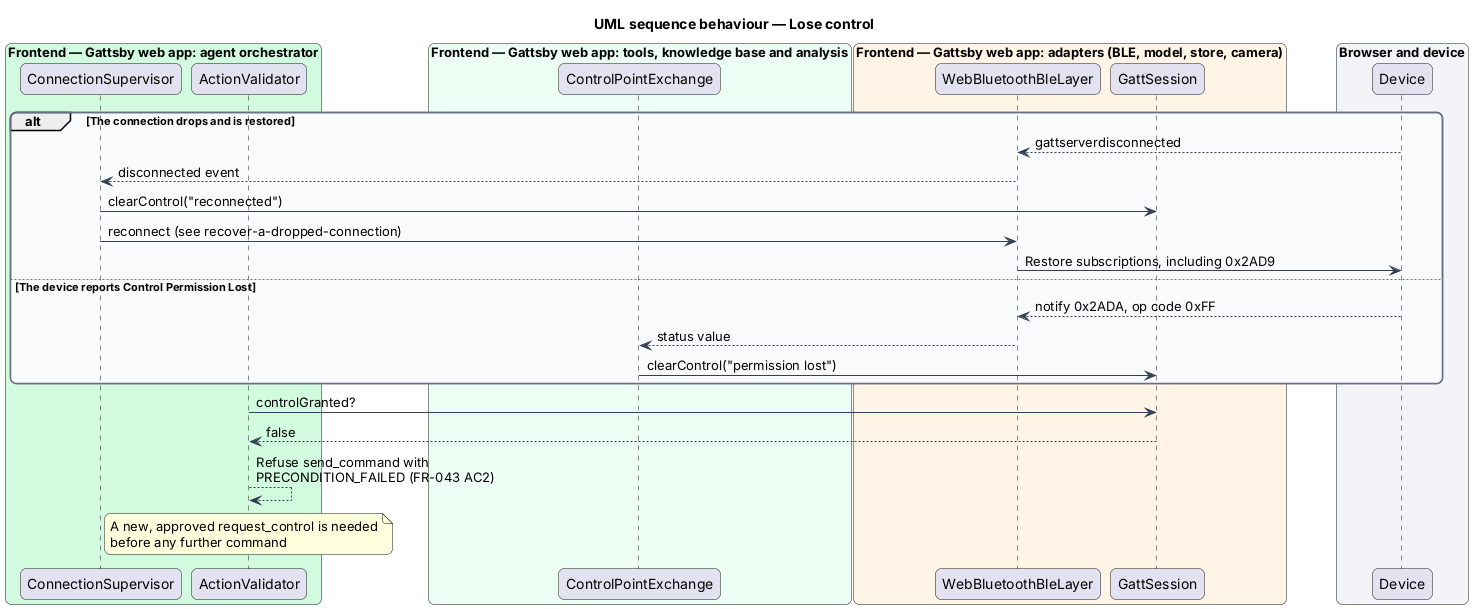 UML sequence behaviour — Lose control
Frontend — Gattsby web app: agent orchestrator
Frontend — Gattsby web app: tools, knowledge base and analysis
Frontend — Gattsby web app: adapters (BLE, model, store, camera)
Browser and device
ConnectionSupervisor
ActionValidator
ControlPointExchange
WebBluetoothBleLayer
GattSession
Device
alt
[The connection drops and is restored]
gattserverdisconnected
disconnected event
clearControl("reconnected")
reconnect (see recover-a-dropped-connection)
Restore subscriptions, including 0x2AD9
[The device reports Control Permission Lost]
notify 0x2ADA, op code 0xFF
status value
clearControl("permission lost")
controlGranted?
false
Refuse send_command with
PRECONDITION_FAILED (FR-043 AC2)
A new, approved request_control is needed
before any further command
ConnectionSupervisor
ActionValidator
ControlPointExchange
WebBluetoothBleLayer
GattSession
Device